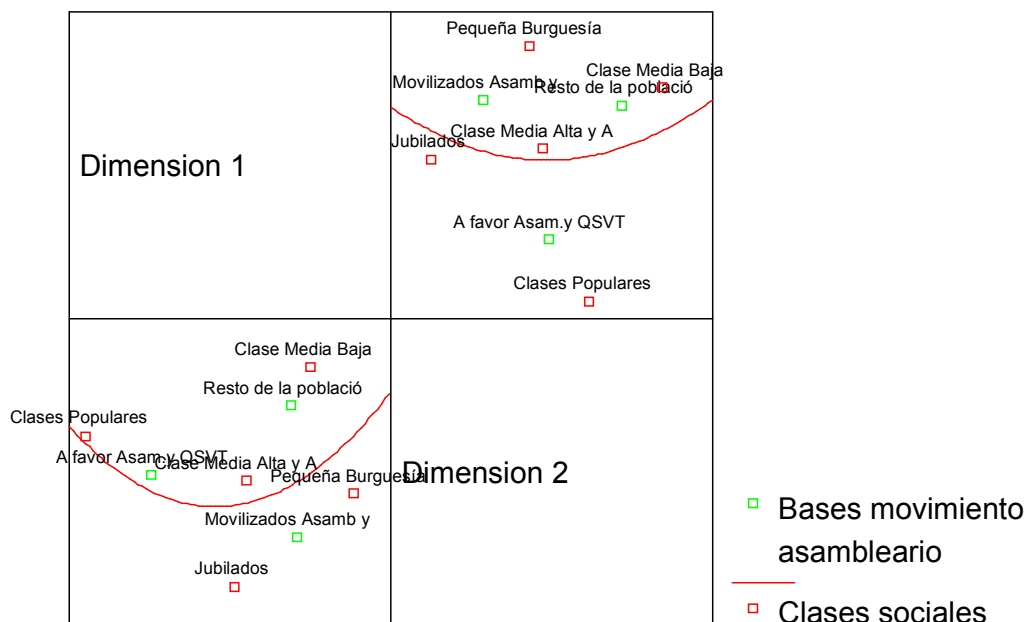 Pequeña Burguesía
Clase Media Baja
Movilizados Asamb y
Resto de la població
Clase Media Alta y A
Jubilados
Dimension 1
A favor Asam.y QSVT
Clases Populares
Clase Media Baja
Resto de la població
Clases Populares
A favor Asam.y QSVT
Clase Media Alta y A
Pequeña Burguesía
Dimension 2
Movilizados Asamb y
Jubilados
Bases movimiento
asambleario
Clases sociales